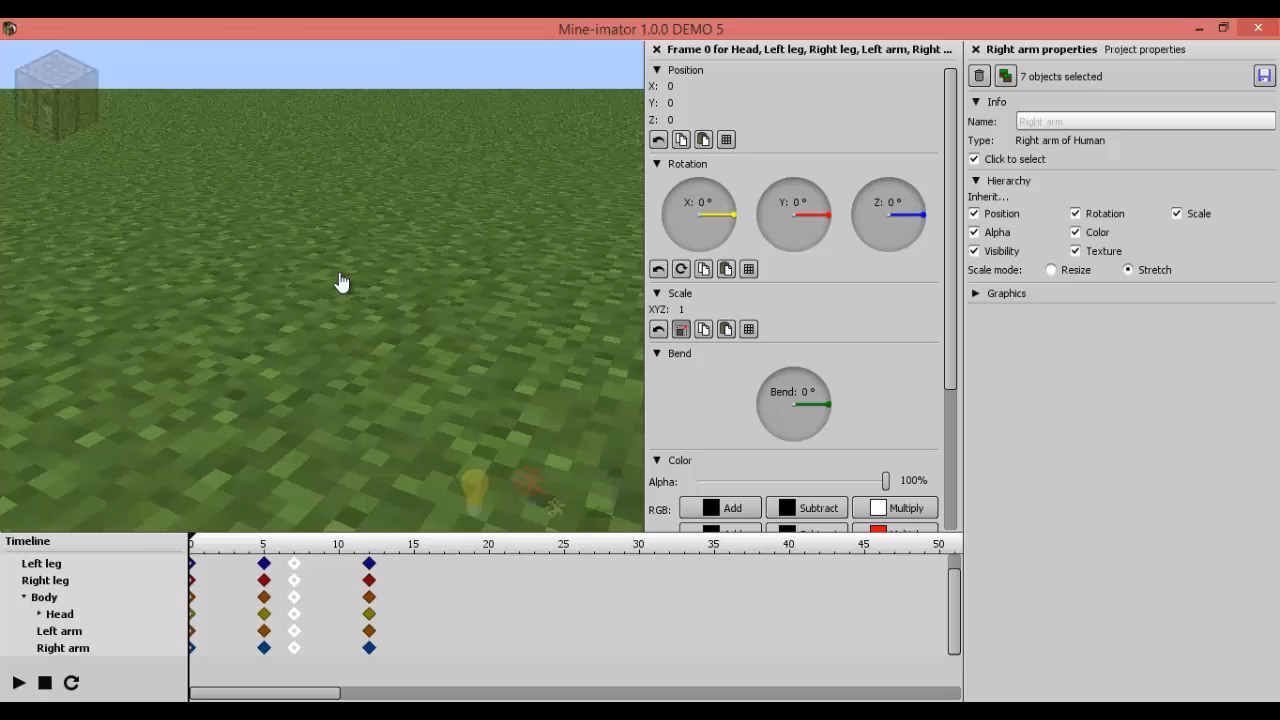 Mine-imator 1.0.0 DEMO 5
Frame 0 for Head, Left leg, Right leg, Left arm, Right ...
Position
X: 0
Y: 0
Z: 0
Rotation
X: 0 ° Y: 0 ° Z: 0 °
Scale
XYZ: 1
Bend
Bend: 0 °
Color
Alpha: 100%
RGB: Add Subtract Multiply
Right arm properties Project properties
7 objects selected
Info
Name: Right arm
Type: Right arm of Human
Click to select
Hierarchy
Inherit...
Position Rotation Scale
Alpha Color
Visibility Texture
Scale mode: Resize Stretch
Graphics
Timeline
0 5 10 15 20 25 30 35 40 45 50
Left leg
Right leg
Body
Head
Left arm
Right arm